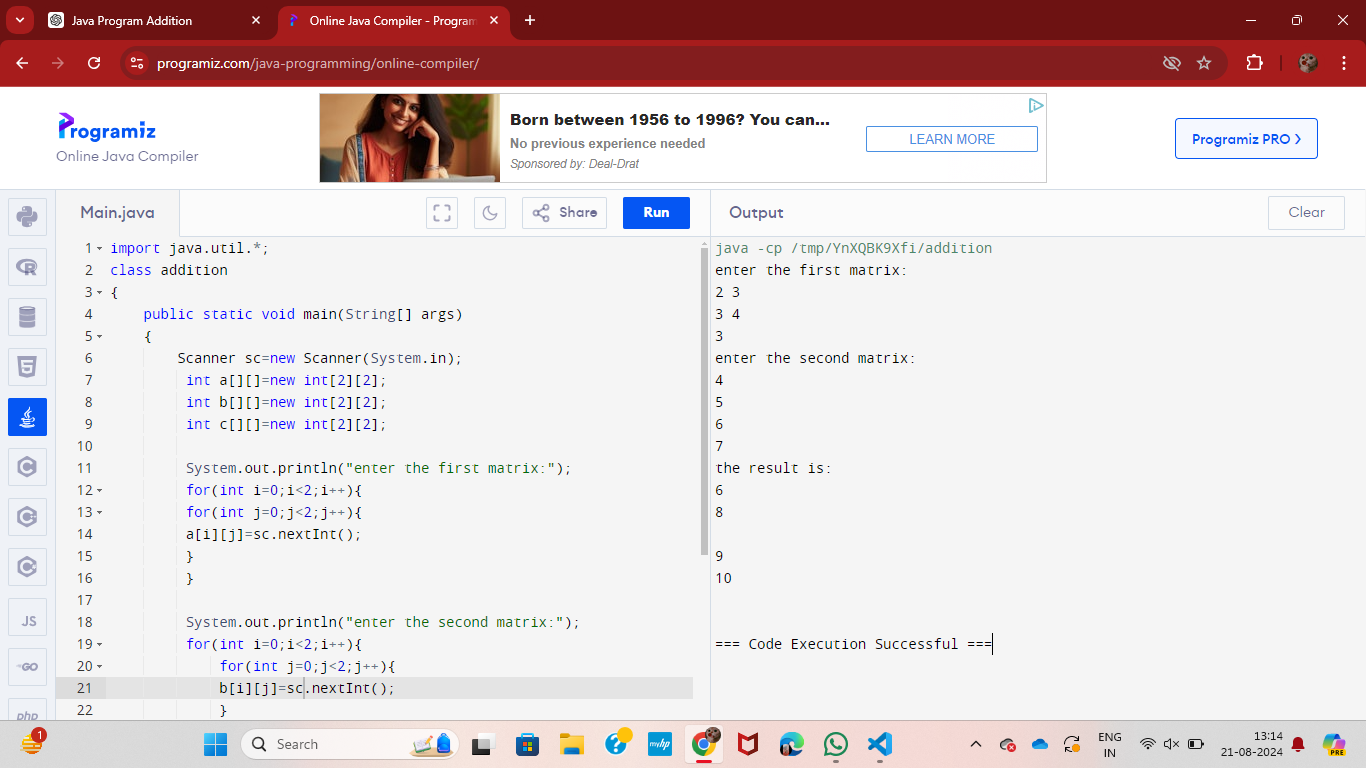 Java Program Addition
Online Java Compiler - Program
programiz.com/java-programming/online-compiler/
Programiz
Online Java Compiler
Born between 1956 to 1996? You can...
No previous experience needed
Sponsored by: Deal-Drat
LEARN MORE
Programiz PRO >
Main.java
Share
Run
Output
Clear
1 import java.util.*;
2 class addition
3 {
4 public static void main(String[] args)
5 {
6 Scanner sc=new Scanner(System.in);
7 int a[][]=new int[2][2];
8 int b[][]=new int[2][2];
9 int c[][]=new int[2][2];
10
11 System.out.println("enter the first matrix:");
12 for(int i=0;i<2;i++){
13 for(int j=0;j<2;j++){
14 a[i][j]=sc.nextInt();
15 }
16 }
17
18 System.out.println("enter the second matrix:");
19 for(int i=0;i<2;i++){
20 for(int j=0;j<2;j++){
21 b[i][j]=sc.nextInt();
22 }
java -cp /tmp/YnXQBK9Xfi/addition
enter the first matrix:
2 3
3 4
3
enter the second matrix:
4
5
6
7
the result is:
6
8
9
10
=== Code Execution Successful ===
JS
GO
php
1
Search
myhp
ENG
IN
13:14
21-08-2024
PRE